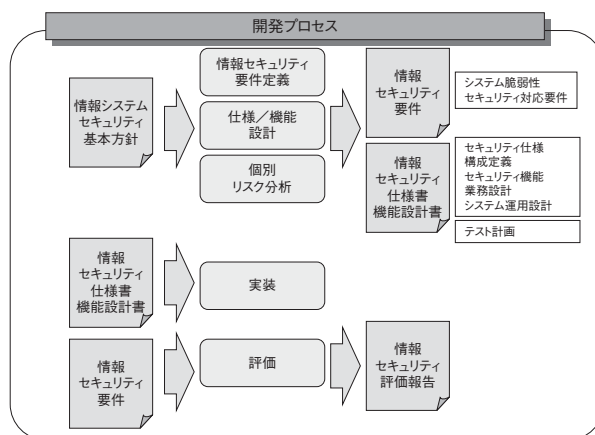 開発プロセス
情報システム
セキュリティ
基本方針
情報セキュリティ
要件定義
仕様／機能
設計
個別
リスク分析
情報
セキュリティ
要件
システム脆弱性
セキュリティ対応要件
情報
セキュリティ
仕様書
機能設計書
セキュリティ仕様
構成定義
セキュリティ機能
業務設計
システム運用設計
テスト計画
情報
セキュリティ
仕様書
機能設計書
実装
情報
セキュリティ
要件
評価
情報
セキュリティ
評価報告